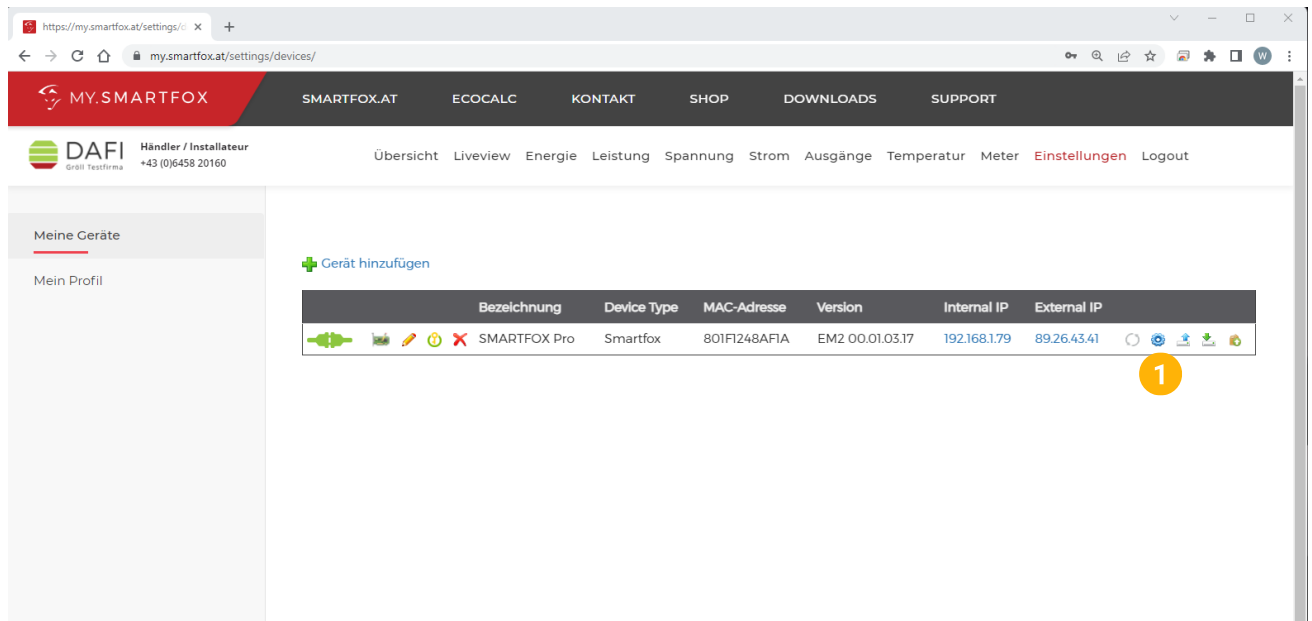 https://my.smartfox.at/settings/d
my.smartfox.at/settings/devices/
W
MY.SMARTFOX
SMARTFOX.AT ECOCALC KONTAKT SHOP DOWNLOADS SUPPORT
DAFI
Gröll Testfirma
Händler / Installateur
+43 (0)6458 20160
Übersicht Liveview Energie Leistung Spannung Strom Ausgänge Temperatur Meter Einstellungen Logout
Meine Geräte
Mein Profil
Gerät hinzufügen
Bezeichnung Device Type MAC-Adresse Version Internal IP External IP
SMARTFOX Pro Smartfox 801F1248AF1A EM2 00.01.03.17 192.168.1.79 89.26.43.41
1